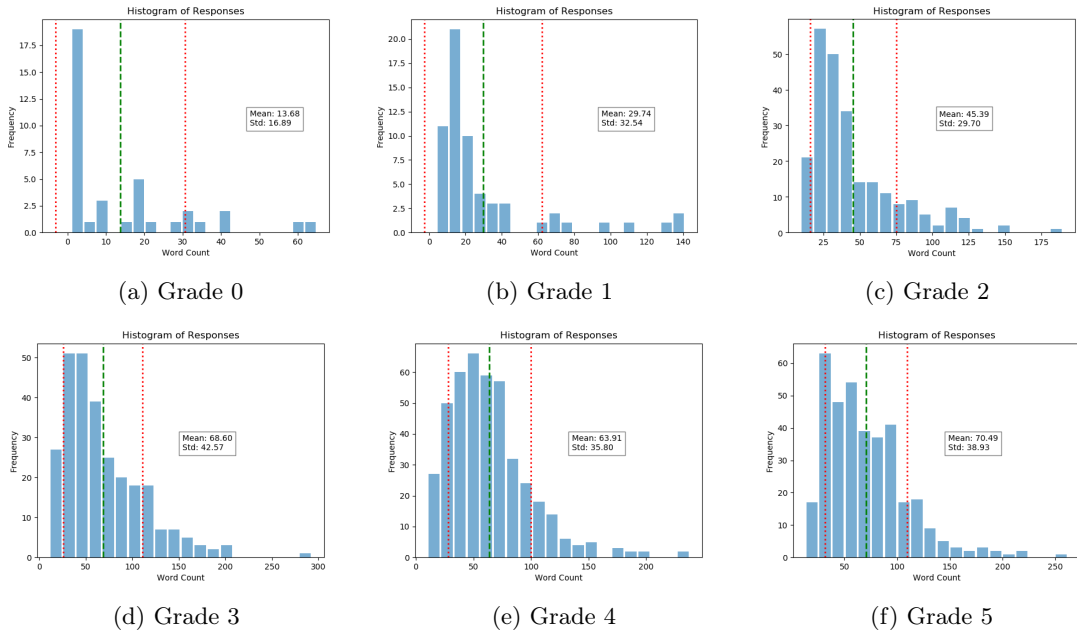 Histogram of Responses
17.5
15.0
12.5
10.0
7.5
5.0
2.5
0.0
Frequency
Mean: 13.68
Std: 16.89
0 10 20 30 40 50 60
Word Count
(a) Grade 0
Histogram of Responses
20.0
17.5
15.0
12.5
10.0
7.5
5.0
2.5
0.0
Frequency
Mean: 29.74
Std: 32.54
0 20 40 60 80 100 120 140
Word Count
(b) Grade 1
Histogram of Responses
50
40
30
20
10
0
Frequency
Mean: 45.39
Std: 29.70
25 50 75 100 125 150 175
Word Count
(c) Grade 2
Histogram of Responses
50
40
30
20
10
0
Frequency
Mean: 68.60
Std: 42.57
0 50 100 150 200 250 300
Word Count
(d) Grade 3
Histogram of Responses
60
50
40
30
20
10
0
Frequency
Mean: 63.91
Std: 35.80
50 100 150 200
Word Count
(e) Grade 4
Histogram of Responses
60
50
40
30
20
10
0
Frequency
Mean: 70.49
Std: 38.93
50 100 150 200 250
Word Count
(f) Grade 5